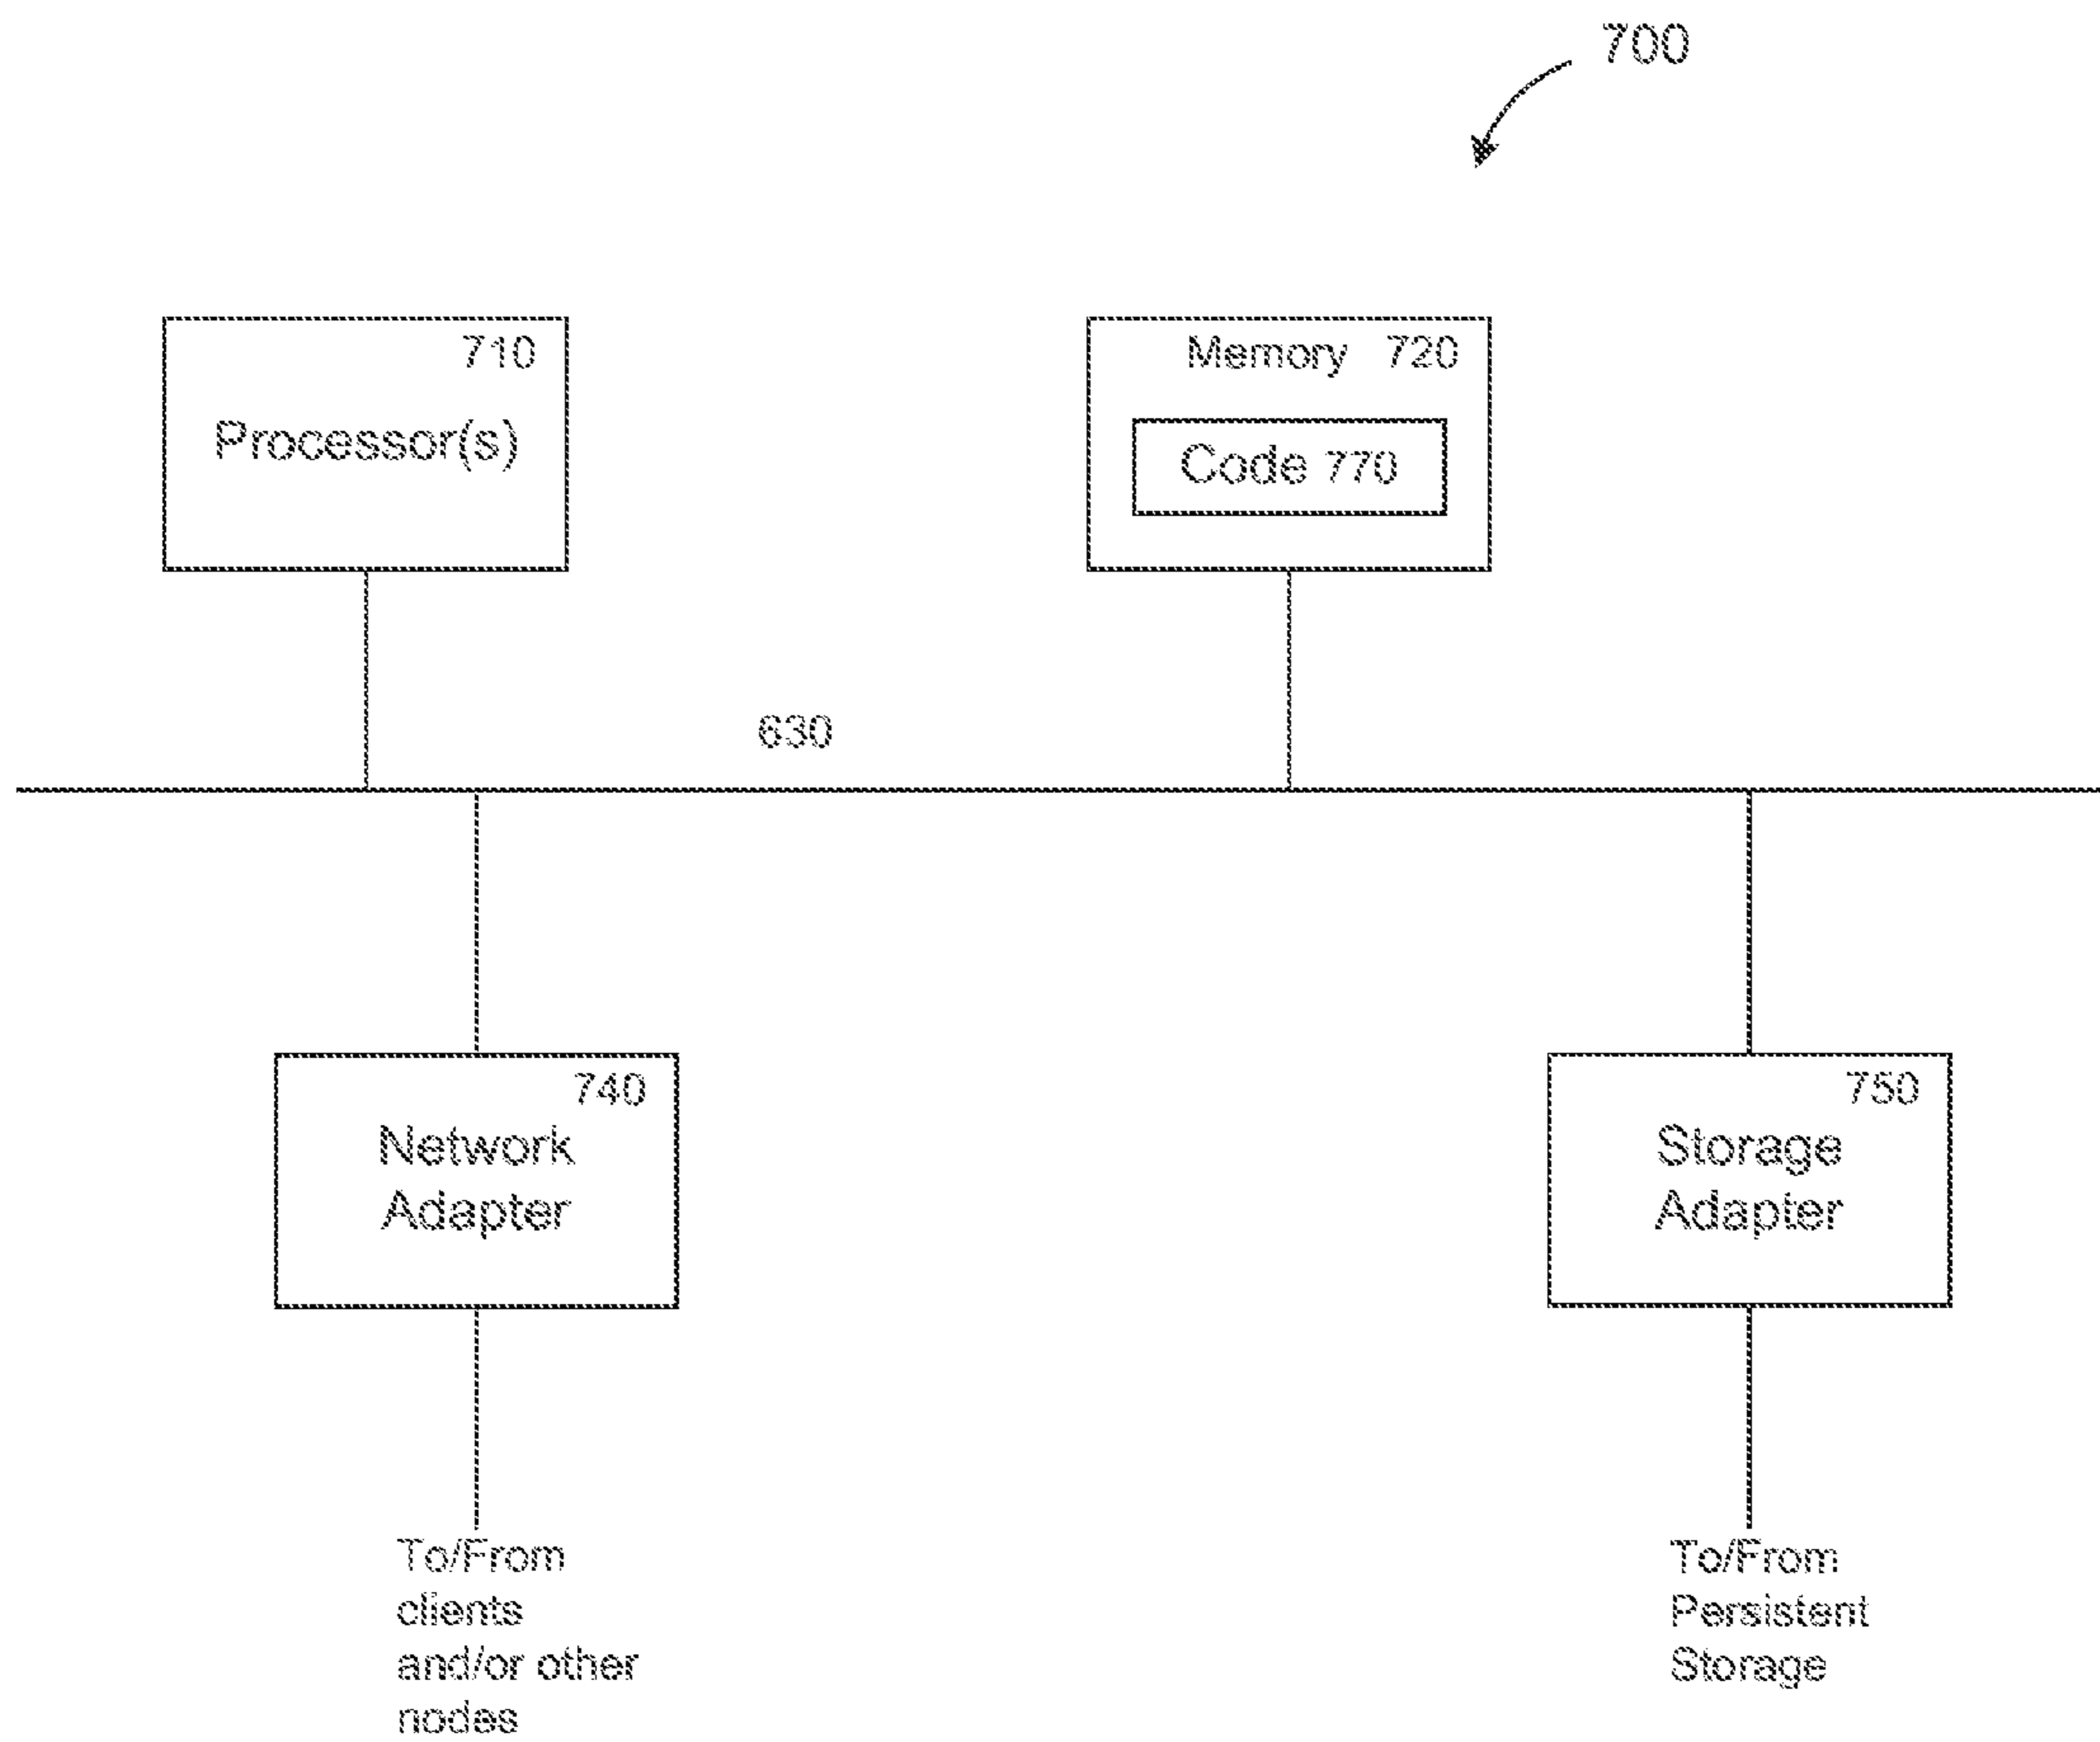 700
710
Processor(s)
Memory 720
Code 770
630
740
Network
Adapter
750
Storage
Adapter
To/From
clients
and/or other
nodes
To/From
Persistent
Storage